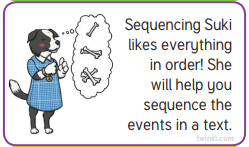 Sequencing Suki
likes everything
in order! She
will help you
sequence the
events in a text.
twinkl.com